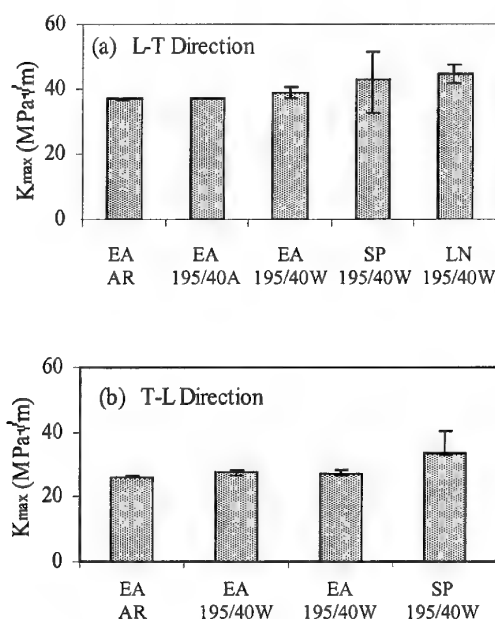 60
(a) L-T Direction
40
20
0
Kmax (MPa√m)
EA EA EA SP LN
AR 195/40A 195/40W 195/40W 195/40W
60
(b) T-L Direction
40
20
0
Kmax (MPa√m)
EA EA EA SP
AR 195/40W 195/40W 195/40W